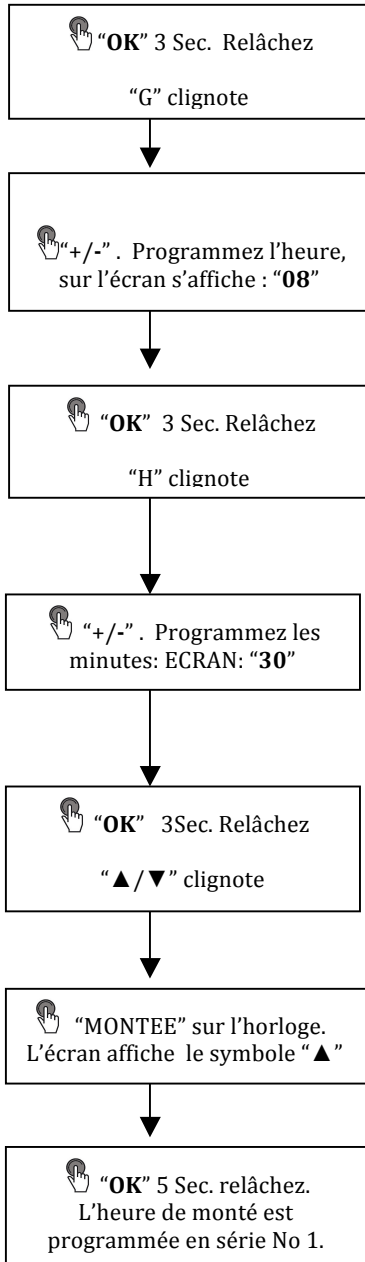 “OK” 3 Sec. Relâchez
“G” clignote
“+/-” . Programmez l’heure,
sur l’écran s’affiche : “08”
“OK” 3 Sec. Relâchez
“H” clignote
“+/-” . Programmez les
minutes: ECRAN: “30”
“OK” 3Sec. Relâchez
“▲/▼” clignote
“MONTEE” sur l’horloge.
L’écran affiche le symbole “▲”
“OK” 5 Sec. relâchez.
L’heure de monté est
programmée en série No 1.